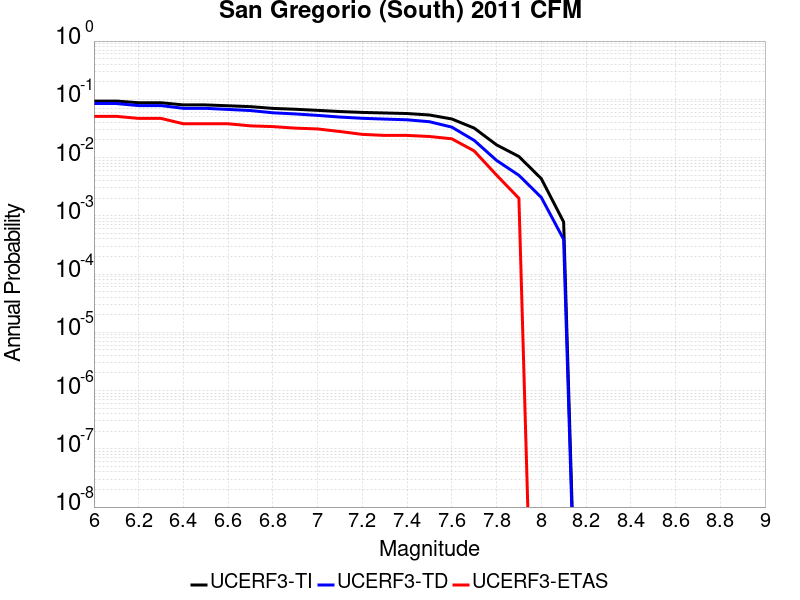 San Gregorio (South) 2011 CFM
10^0
10^-1
10^-2
10^-3
10^-4
10^-5
10^-6
10^-7
10^-8
Annual Probability
6 6.2 6.4 6.6 6.8 7 7.2 7.4 7.6 7.8 8 8.2 8.4 8.6 8.8 9
Magnitude
UCERF3-TI UCERF3-TD UCERF3-ETAS